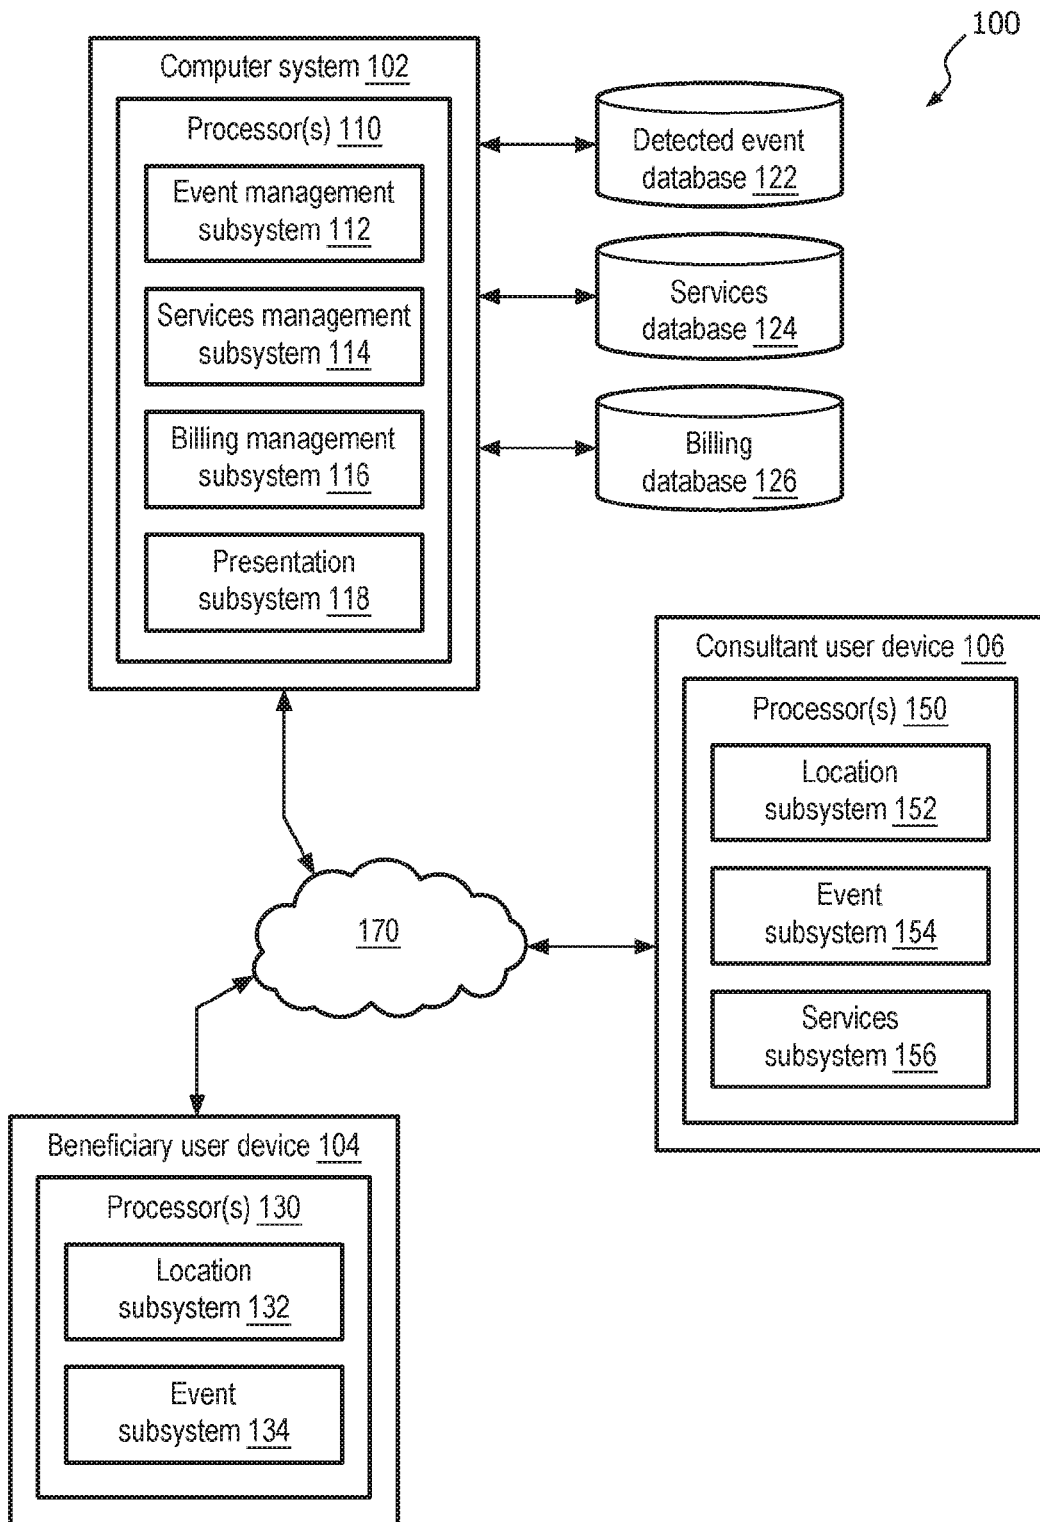 100
Computer system 102
Processor(s) 110
Event management
subsystem 112
Services management
subsystem 114
Billing management
subsystem 116
Presentation
subsystem 118
Detected event
database 122
Services
database 124
Billing
database 126
Consultant user device 106
Processor(s) 150
Location
subsystem 152
Event
subsystem 154
Services
subsystem 156
170
Beneficiary user device 104
Processor(s) 130
Location
subsystem 132
Event
subsystem 134